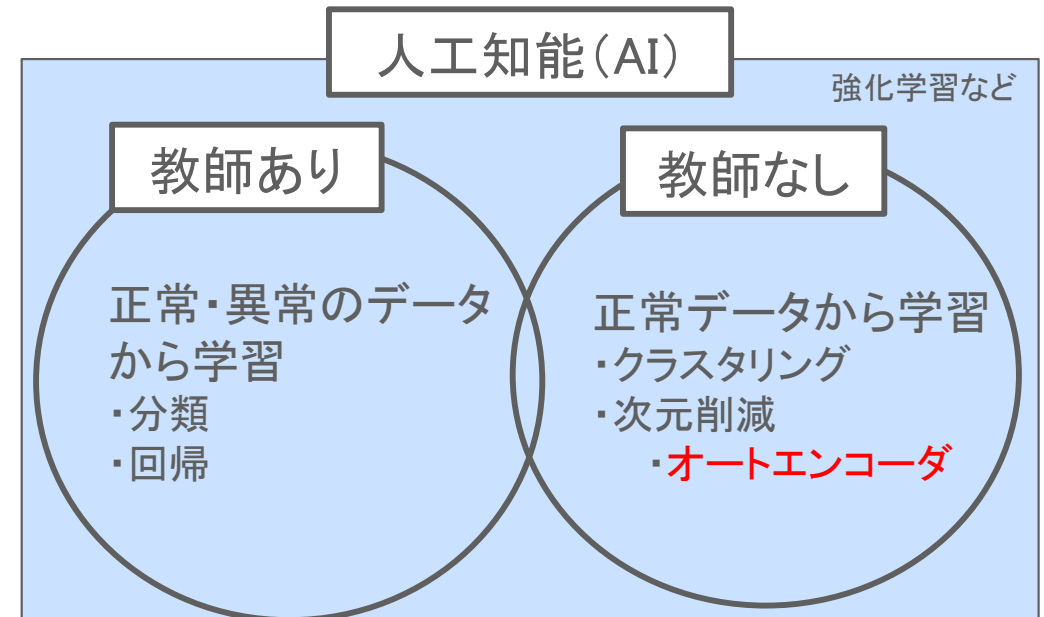 人工知能(AI)
強化学習など
教師あり
正常・異常のデータ
から学習
・分類
・回帰
教師なし
正常データから学習
・クラスタリング
・次元削減
・オートエンコーダ